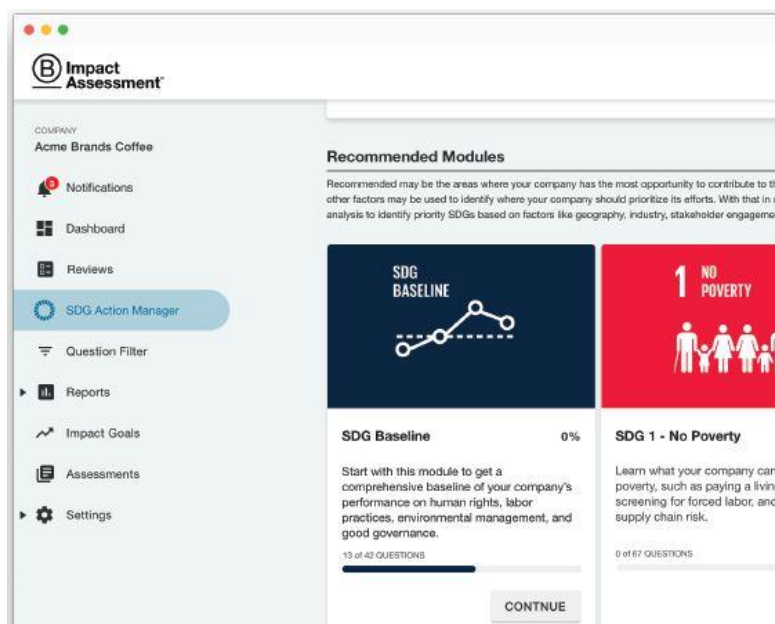 B Impact
Assessment
COMPANY
Acme Brands Coffee
3
Notifications
Dashboard
Reviews
SDG Action Manager
Question Filter
Reports
Impact Goals
Assessments
Settings
Recommended Modules
Recommended may be the areas where your company has the most opportunity to contribute to
other factors may be used to identify where your company should prioritize its efforts. With that in
analysis to identify priority SDGs based on factors like geography, industry, stakeholder
SDG
BASELINE
SDG Baseline 0%
Start with this module to get a
comprehensive baseline of your company's
performance on human rights, labor
practices, environmental management, and
good governance.
13 of 42 QUESTIONS
CONTNUE
1 NO
POVERTY
SDG 1 - No Poverty
Learn what your company can
poverty, such as paying a
screening for forced labor, and
supply chain risk.
0 of 67 QUESTIONS